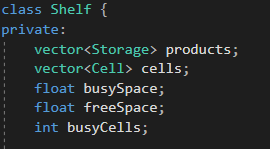 class Shelf {
private:
    vector<Storage> products;
    vector<Cell> cells;
    float busySpace;
    float freeSpace;
    int busyCells;